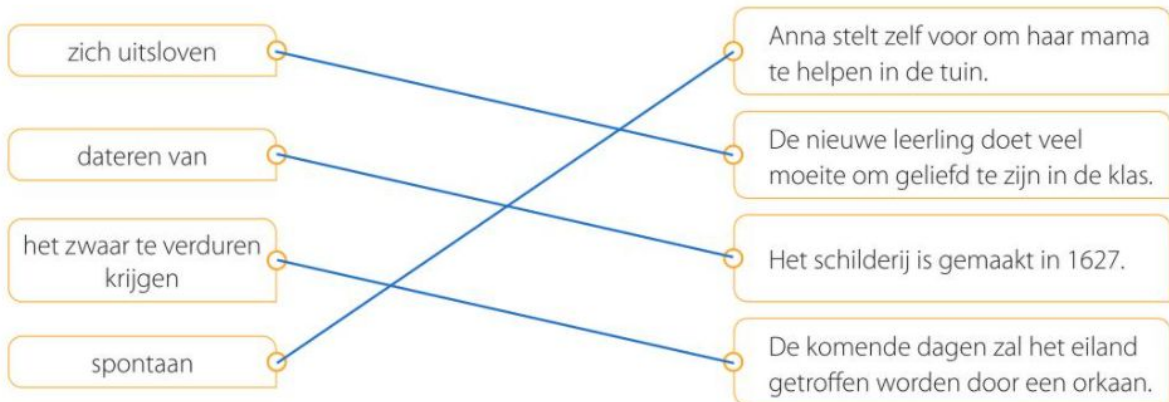 zich uitsloven
dateren van
het zwaar te verduren
krijgen
spontaan
Anna stelt zelf voor om haar mama
te helpen in de tuin.
De nieuwe leerling doet veel
moeite om geliefd te zijn in de klas.
Het schilderij is gemaakt in 1627.
De komende dagen zal het eiland
getroffen worden door een orkaan.